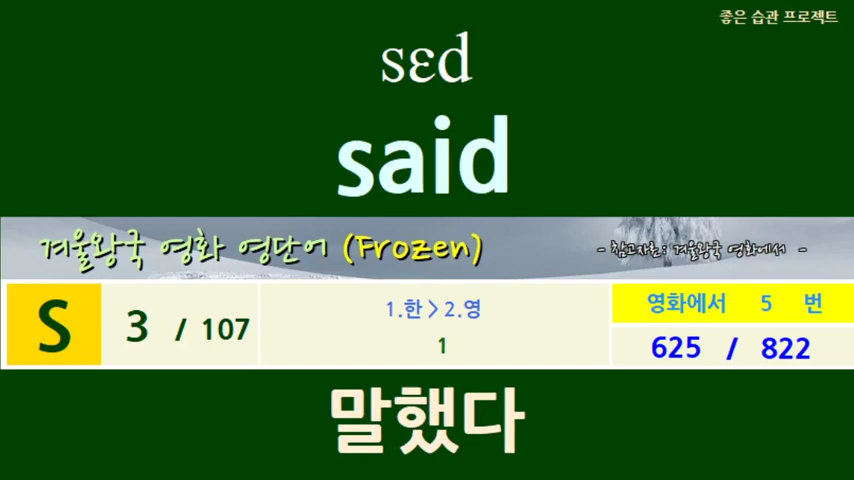 좋은 습관 프로젝트
sɛd
said
겨울왕국 영화 영단어 (Frozen)
- 참고자료: 겨울왕국 영화에서 -
S
3 / 107
1.한 > 2.영
1
영화에서 5 번
625 / 822
말했다